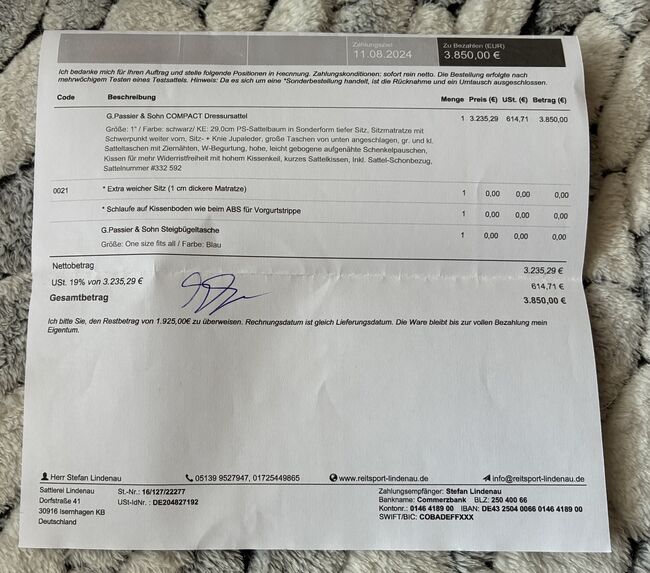 Zahlungsziel Zu Bezahlen (EUR)
11.08.2024 3.850,00 €
Ich bedanke mich für Ihren Auftrag und stelle folgende Positionen in Rechnung. Zahlungskonditionen: sofort rein netto. Die Bestellung erfolgte nach
mehrwöchigem Testen eines Testsattels. Hinweis: Da es sich um eine *Sonderbestellung handelt, ist die Rücknahme und ein Umtausch ausgeschlossen.
Code Beschreibung Menge Preis (€) USt. (€) Betrag (€)
G.Passier & Sohn COMPACT Dressursattel 1 3.235,29 614,71 3.850,00
Größe: 1" / Farbe: schwarz/ KE: 29,0cm PS-Sattelbaum in Sonderform tiefer Sitz, Sitzmatratze mit
Schwerpunkt weiter vorn, Sitz- + Knie Jupaleder, große Taschen von unten angeschlagen, gr. und kl.
Satteltaschen mit Ziernähten, W-Begurtung, hohe, leicht gebogene aufgenähte Schenkelpauschen,
Kissen für mehr Widerristfreiheit mit hohem Kissenkeil, kurzes Sattelkissen, Inkl. Sattel-Schonbezug,
Sattelnummer #332 592
0021 * Extra weicher Sitz (1 cm dickere Matratze) 1 0,00 0,00 0,00
* Schlaufe auf Kissenboden wie beim ABS für Vorgurtstrippe 1 0,00 0,00 0,00
G.Passier & Sohn Steigbügeltasche 1 0,00 0,00 0,00
Größe: One size fits all / Farbe: Blau
Nettobetrag 3.235,29 €
USt. 19% von 3.235,29 € 614,71 €
Gesamtbetrag 3.850,00 €
Ich bitte Sie, den Restbetrag von 1.925,00€ zu überweisen. Rechnungsdatum ist gleich Lieferungsdatum. Die Ware bleibt bis zur vollen Bezahlung mein
Eigentum.
Herr Stefan Lindenau 05139 9527947, 01725449865 www.reitsport-lindenau.de info@reitsport-lindenau.de
Sattlerei Lindenau St.-Nr.: 16/127/22277 Zahlungsempfänger: Stefan Lindenau
Dorfstraße 41 USt-IdNr. : DE204827192 Bankname: Commerzbank BLZ: 250 400 66
30916 Isernhagen KB Kontonr.: 0146 4189 00 IBAN: DE43 2504 0066 0146 4189 00
Deutschland SWIFT/BIC: COBADEFFXXX